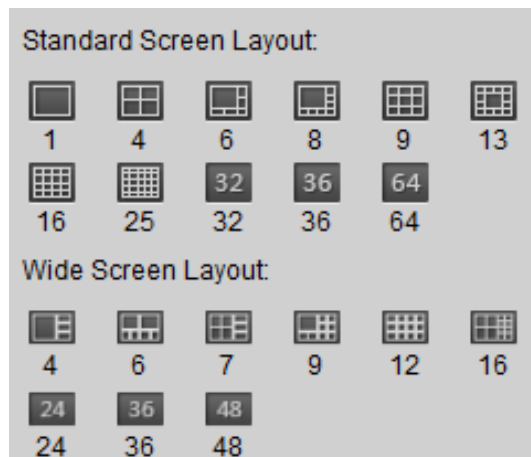 Standard Screen Layout:
1 4 6 8 9 13
32 36 64
16 25 32 36 64
Wide Screen Layout:
4 6 7 9 12 16
24 36 48
24 36 48